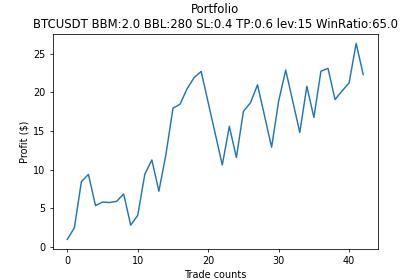 Portfolio
BTCUSDT BBM:2.0 BBL:280 SL:0.4 TP:0.6 lev:15 WinRatio:65.0
25
20
15
10
5
0
Profit ($)
0
10
20
30
40
Trade counts